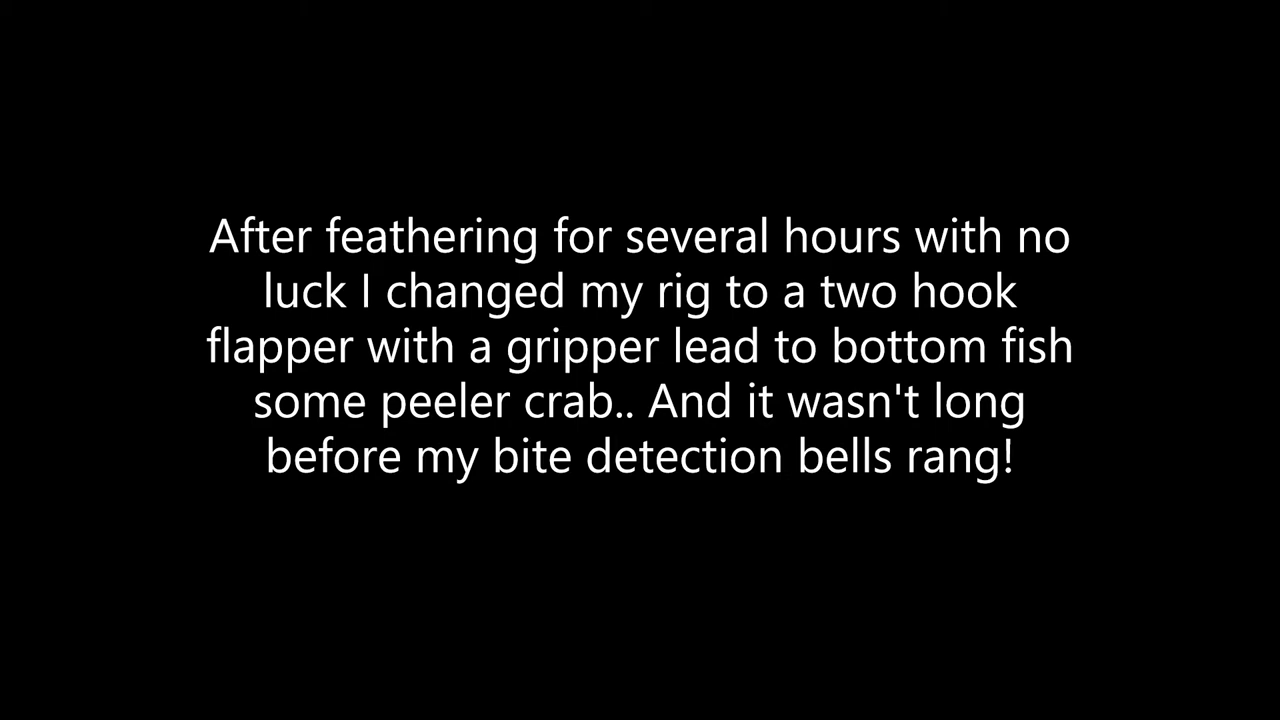 After feathering for several hours with no
luck I changed my rig to a two hook
flapper with a gripper lead to bottom fish
some peeler crab.. And it wasn't long
before my bite detection bells rang!